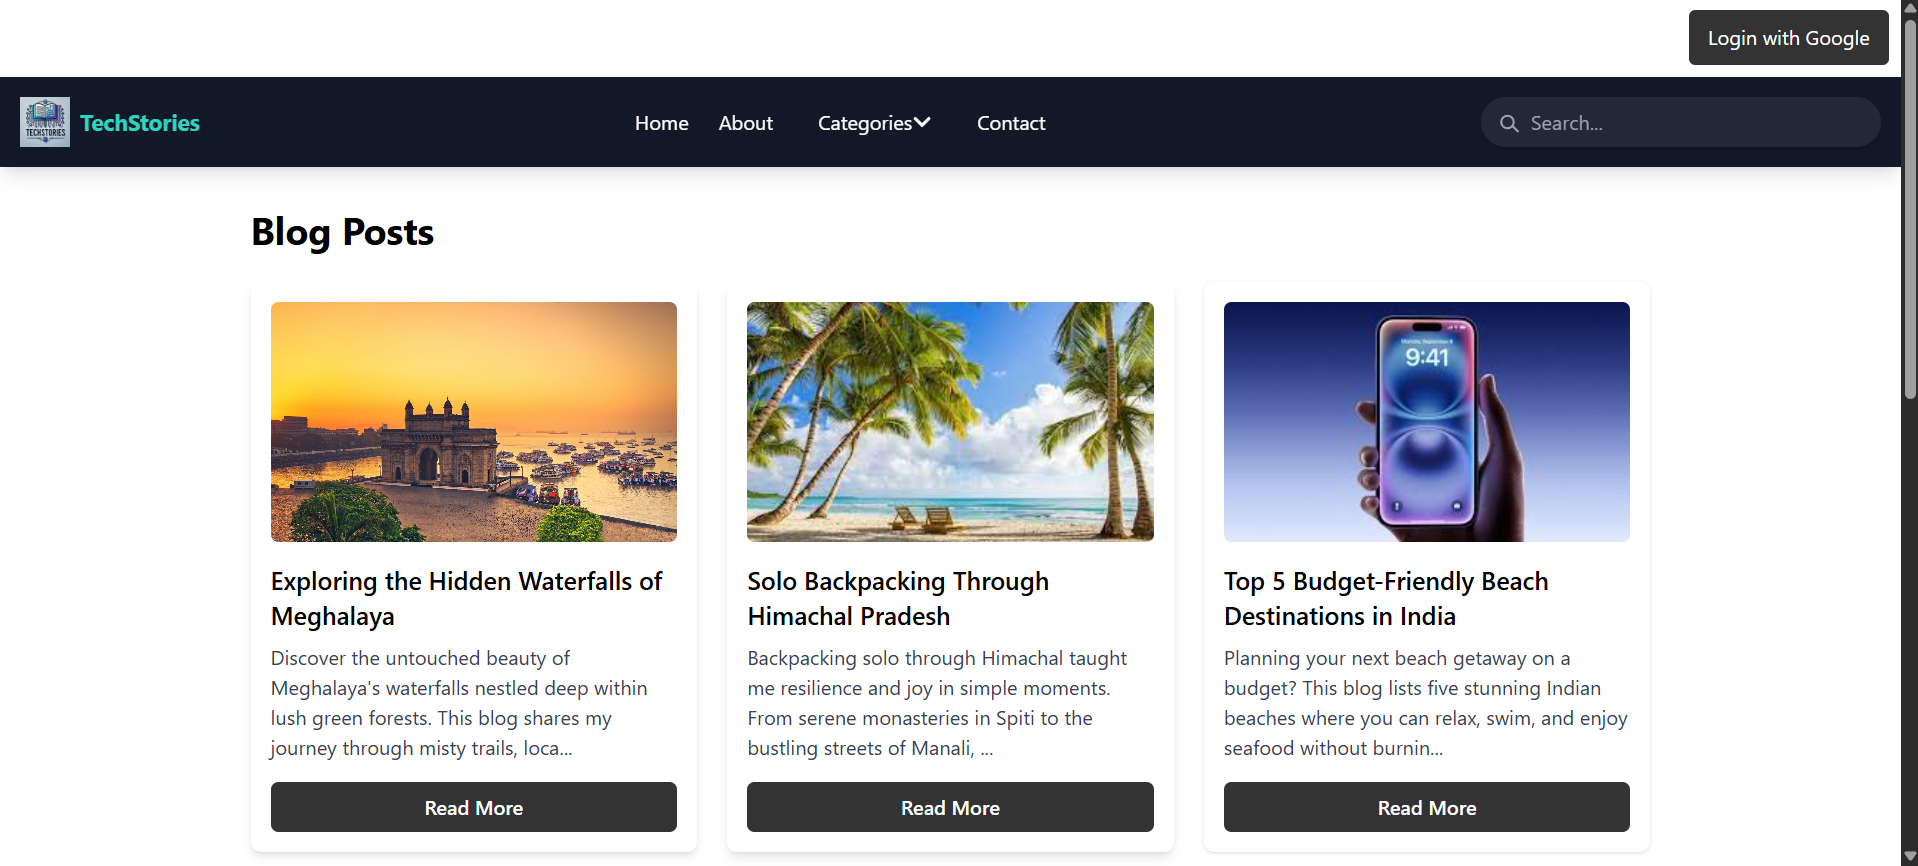 Login with Google
TECHSTORIES
TechStories
Home
About
Categories
Contact
Search...
Blog Posts
9:41
Exploring the Hidden Waterfalls of
Meghalaya
Discover the untouched beauty of
Meghalaya's waterfalls nestled deep within
lush green forests. This blog shares my
journey through misty trails, loca...
Read More
Solo Backpacking Through
Himachal Pradesh
Backpacking solo through Himachal taught
me resilience and joy in simple moments.
From serene monasteries in Spiti to the
bustling streets of Manali, ...
Read More
Top 5 Budget-Friendly Beach
Destinations in India
Planning your next beach getaway on a
budget? This blog lists five stunning Indian
beaches where you can relax, swim, and enjoy
seafood without burnin...
Read More